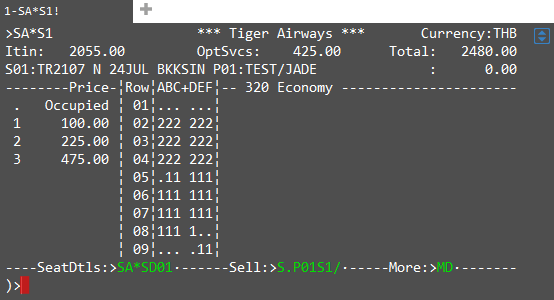 1-SA*S1!
>SA*S1 *** Tiger Airways *** Currency:THB
Itin: 2055.00 OptSvcs: 425.00 Total: 2480.00
S01:TR2107 N 24JUL BKKSIN P01:TEST/JADE : 0.00
--------Price-¦Row¦ABC+DEF¦-- 320 Economy ----------------------
. Occupied ¦ 01¦... ...¦
1 100.00 ¦ 02¦222 222¦
2 225.00 ¦ 03¦222 222¦
3 475.00 ¦ 04¦222 222¦
¦ 05¦.11 111¦
¦ 06¦111 111¦
¦ 07¦111 111¦
¦ 08¦111 1..¦
¦ 09¦... .11¦
----SeatDtls:>SA*SD01·------Sell:>S.P01S1/·-----More:>MD·--------
)>